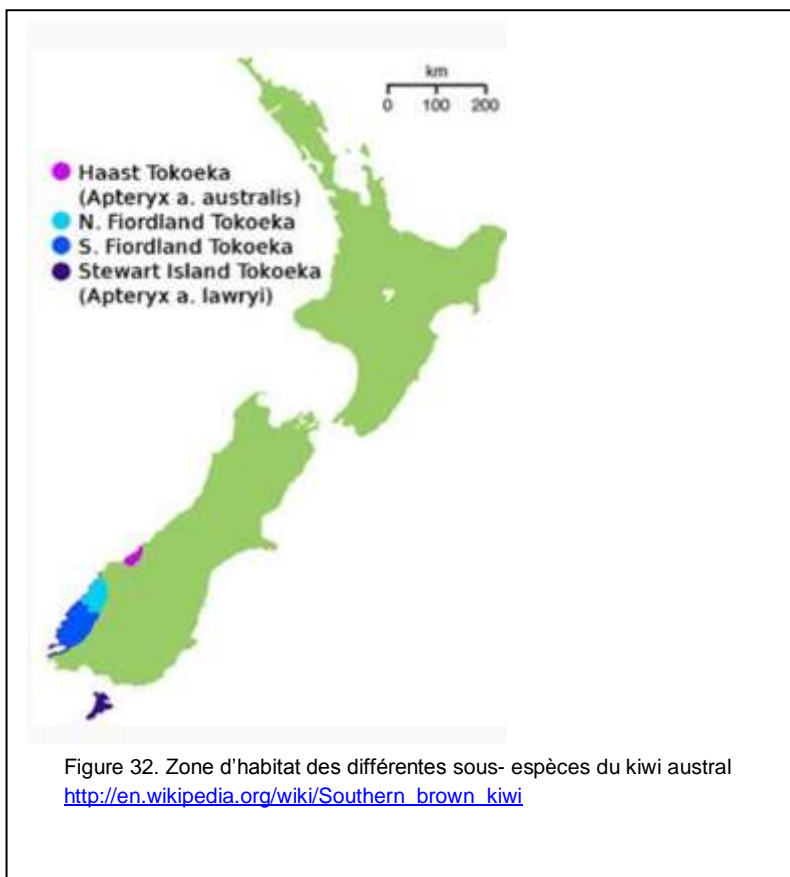 km
0 100 200
Haast Tokoeka
(Apteryx a. australis)
N. Fiordland Tokoeka
S. Fiordland Tokoeka
Stewart Island Tokoeka
(Apteryx a. lawryi)
Figure 32. Zone d’habitat des différentes sous- espèces du kiwi austral
http://en.wikipedia.org/wiki/Southern_brown_kiwi